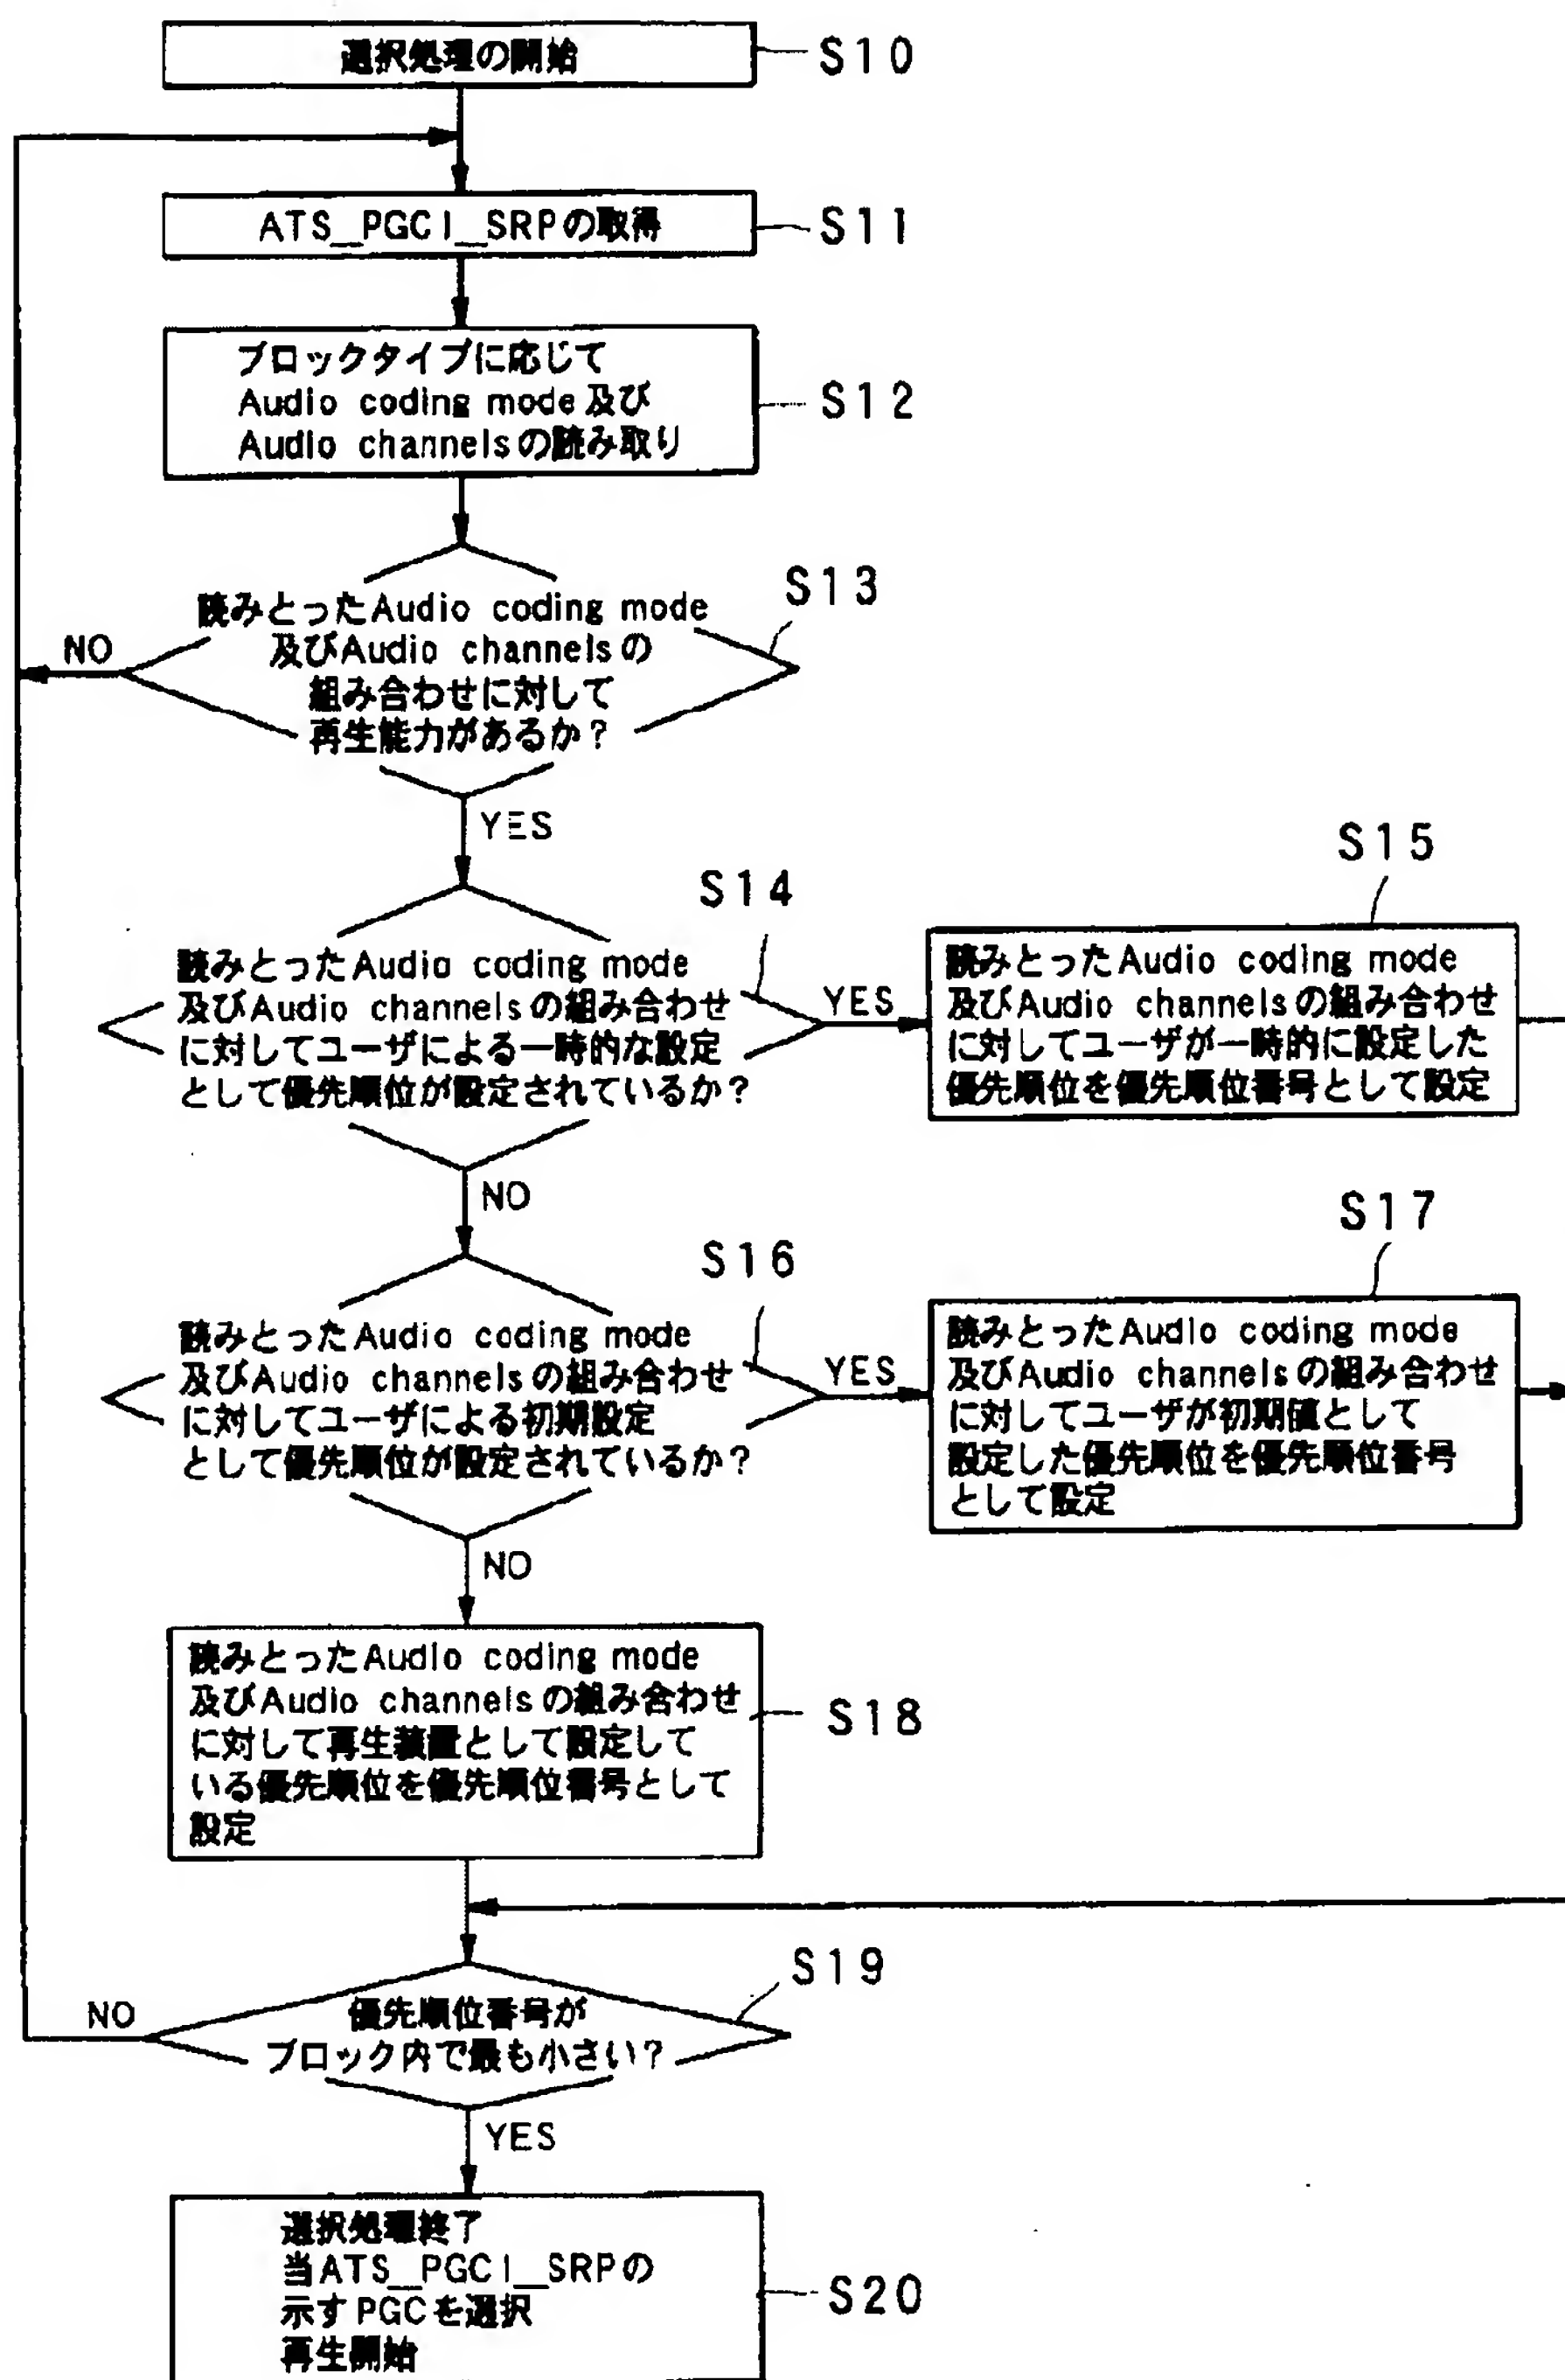 選択処理の開始
S10
ATS_PGCI_SRPの取得
S11
ブロックタイプに応じて
Audio coding mode及び
Audio channelsの読み取り
S12
読みとったAudio coding mode
及びAudio channelsの
組み合わせに対して
再生能力があるか?
S13
NO
YES
読みとったAudio coding mode
及びAudio channelsの組み合わせ
に対してユーザによる一時的な設定
として優先順位が設定されているか?
S14
YES
NO
読みとったAudio coding mode
及びAudio channelsの組み合わせ
に対してユーザが一時的に設定した
優先順位を優先順位番号として設定
S15
読みとったAudio coding mode
及びAudio channelsの組み合わせ
に対してユーザによる初期設定
として優先順位が設定されているか?
S16
YES
NO
読みとったAudio coding mode
及びAudio channelsの組み合わせ
に対してユーザが初期値として
設定した優先順位を優先順位番号
として設定
S17
読みとったAudio coding mode
及びAudio channelsの組み合わせ
に対して再生装置として設定して
いる優先順位を優先順位番号として
設定
S18
優先順位番号が
ブロック内で最も小さい?
S19
NO
YES
選択処理終了
当ATS_PGCI_SRPの
示すPGCを選択
再生開始
S20